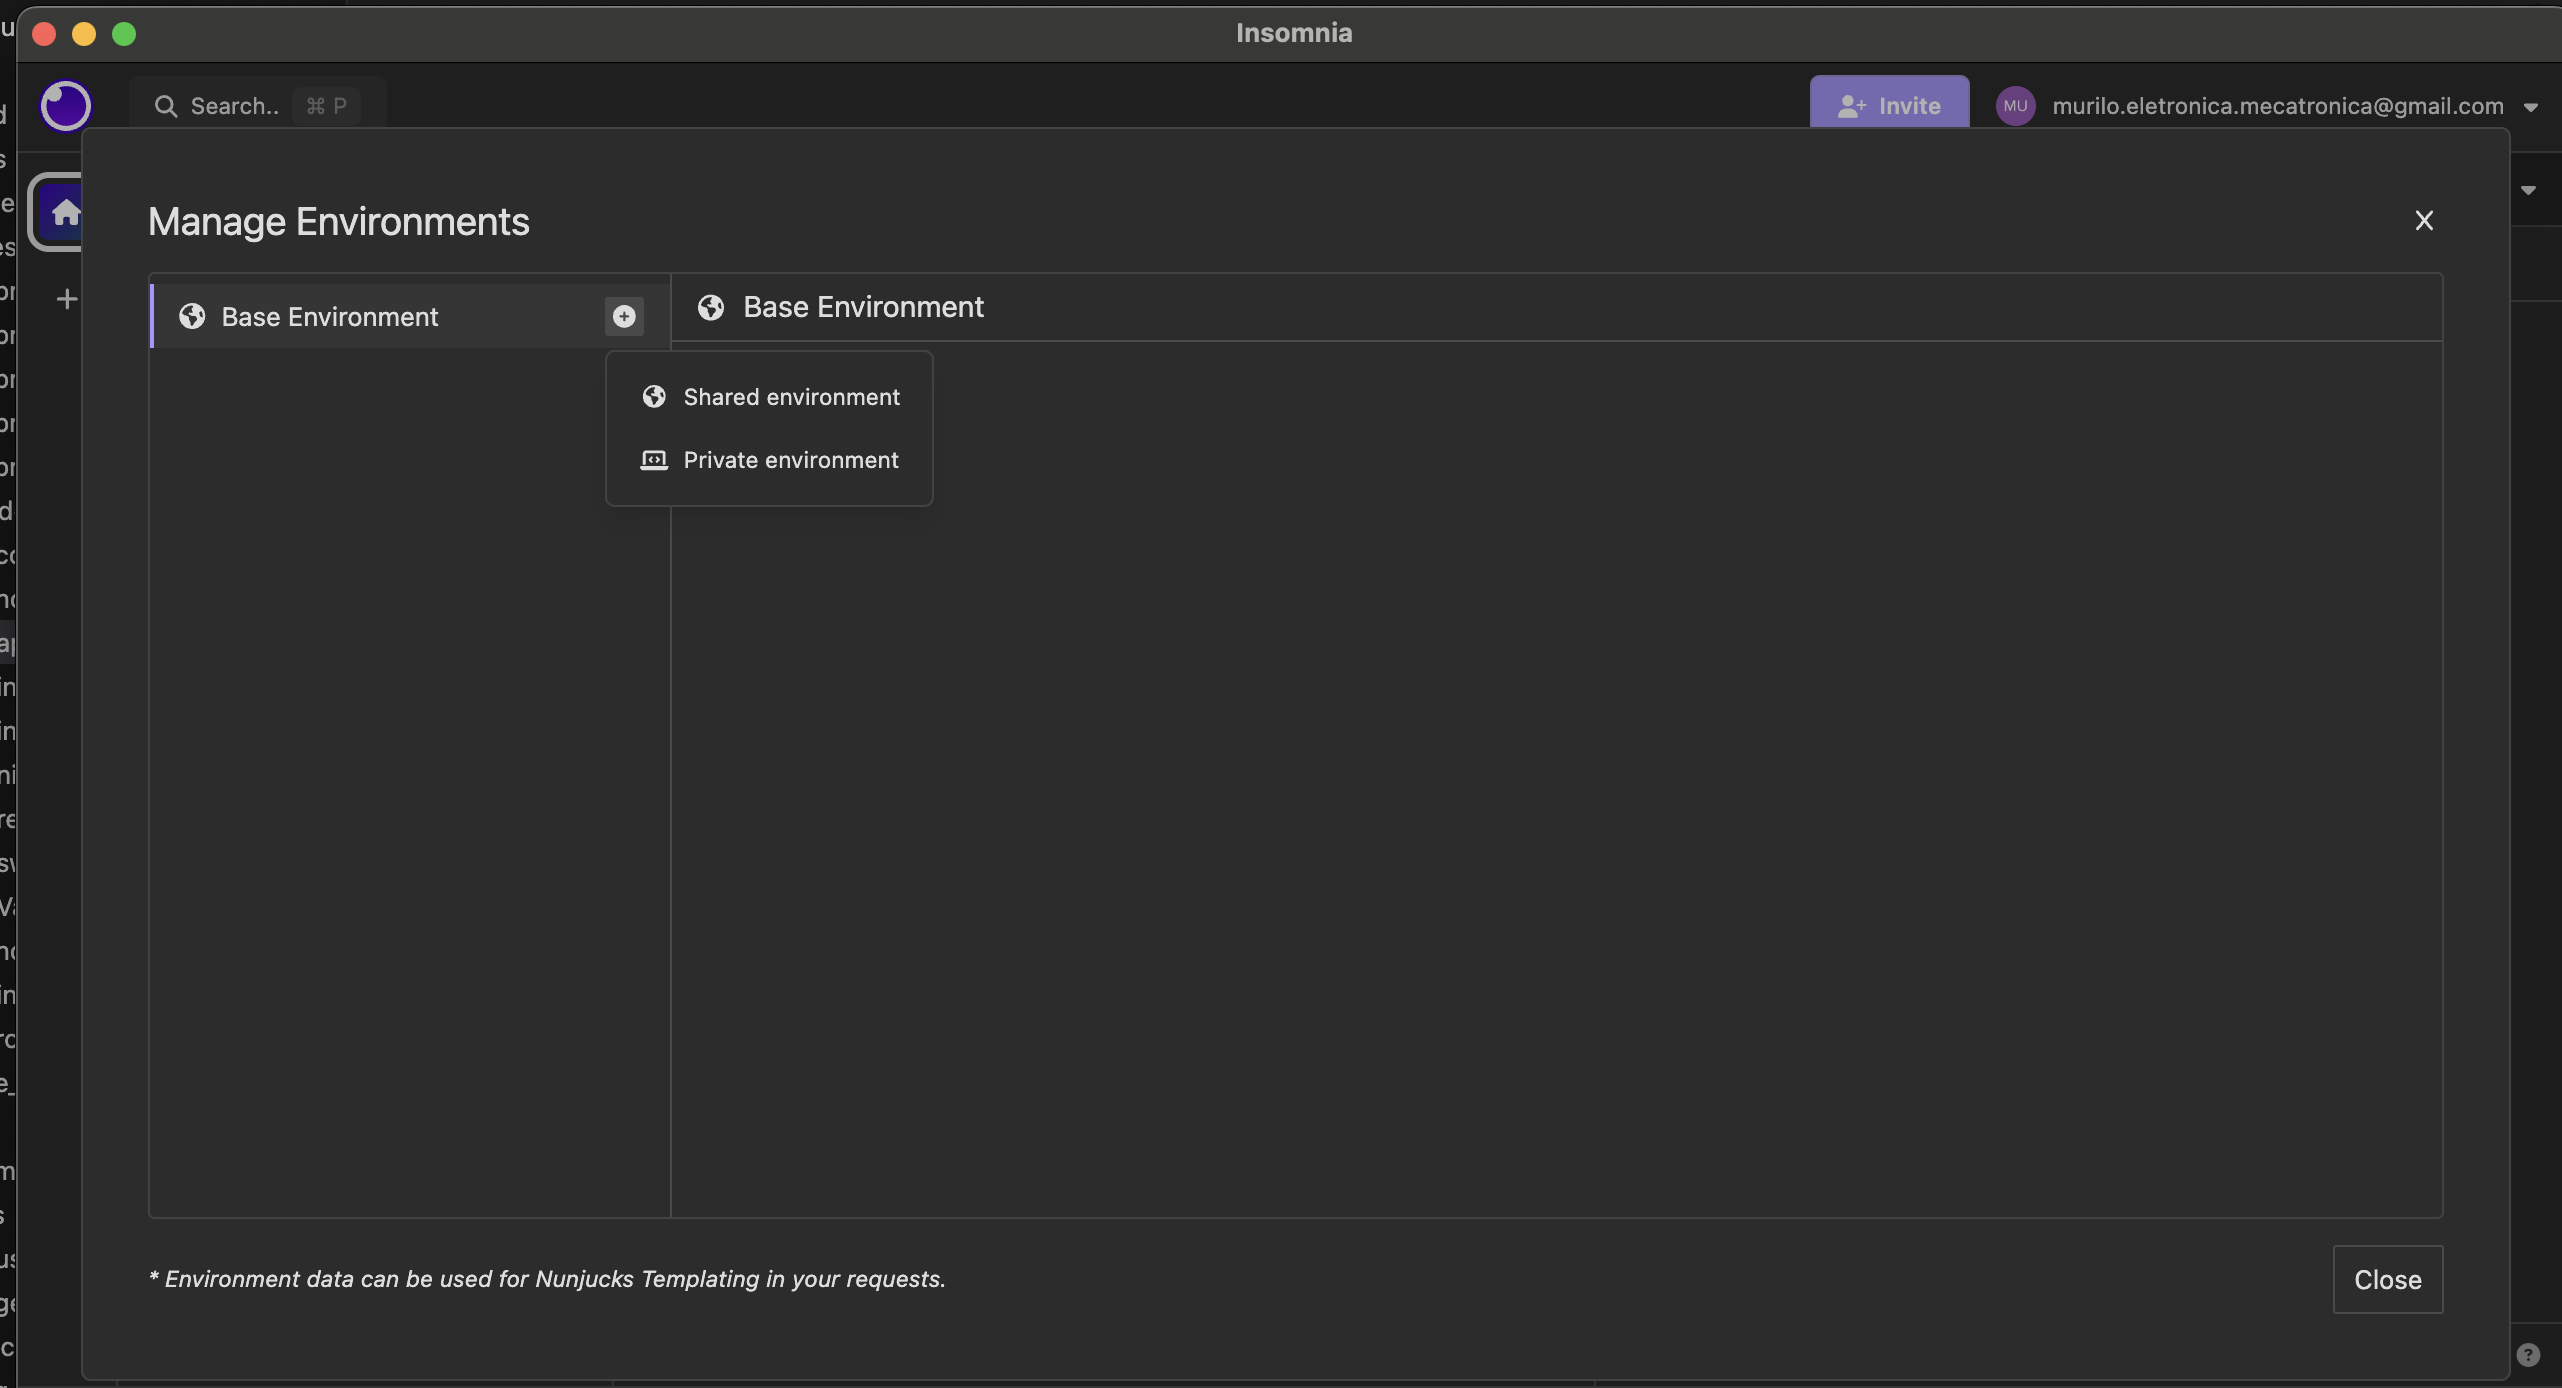 Insomnia
Search.. ⌘ P
Invite
MU
murilo.eletronica.mecatronica@gmail.com
Manage Environments
X
Base Environment
Base Environment
Shared environment
Private environment
* Environment data can be used for Nunjucks Templating in your requests.
Close
?